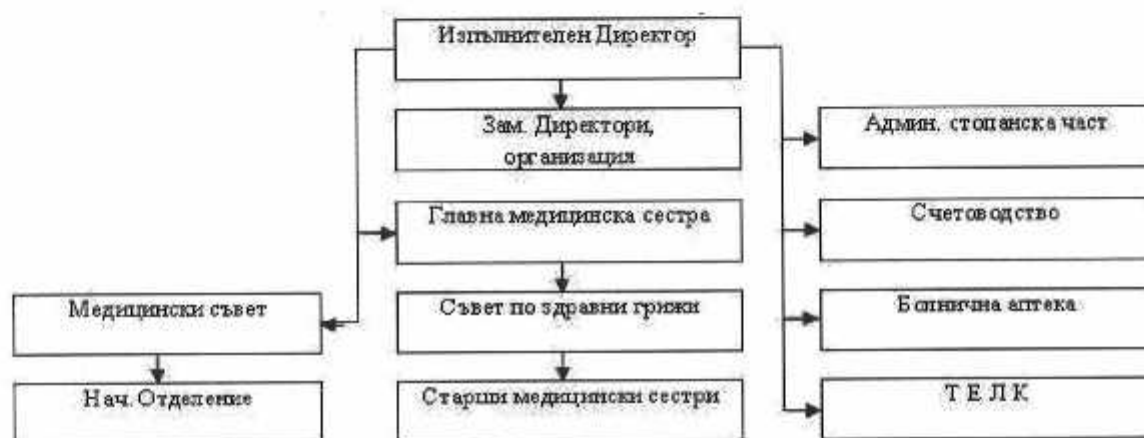 Изпълнителен Директор
Зам. Директори,
организация
Админ. стопанска част
Главна медицинска сестра
Счетоводство
Медицински съвет
Съвет по здравни грижи
Болнична аптека
Нач. Отделение
Старши медицински сестри
Т Е Л К